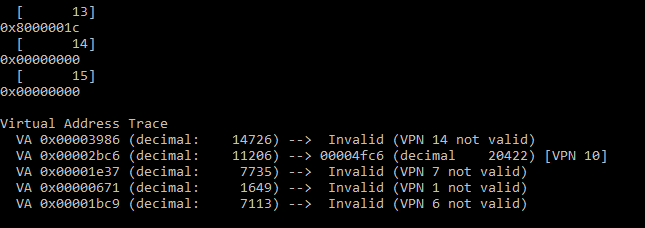 [      13]
0x8000001c
  [      14]
0x00000000
  [      15]
0x00000000

Virtual Address Trace
  VA 0x00003986 (decimal:    14726) --> Invalid (VPN 14 not valid)
  VA 0x00002bc6 (decimal:    11206) --> 00004fc6 (decimal    20422) [VPN 10]
  VA 0x00001e37 (decimal:     7735) --> Invalid (VPN 7 not valid)
  VA 0x00000671 (decimal:     1649) --> Invalid (VPN 1 not valid)
  VA 0x00001bc9 (decimal:     7113) --> Invalid (VPN 6 not valid)